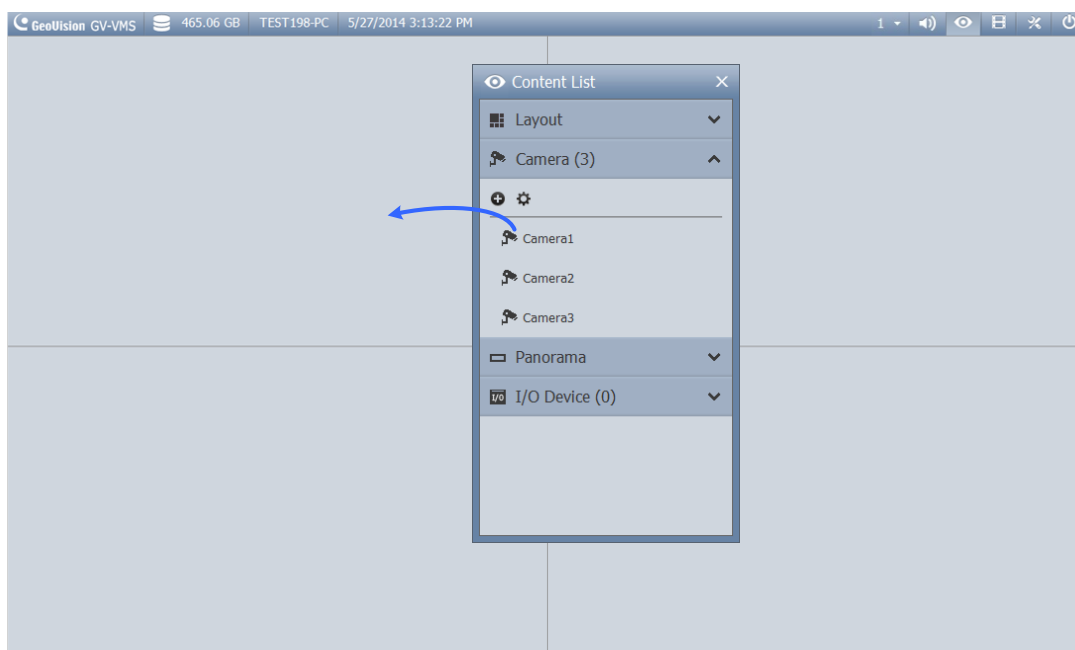 GeoVision GV-VMS 465.06 GB TEST198-PC 5/27/2014 3:13:22 PM 1
Content List
Layout
Camera (3)
Camera1
Camera2
Camera3
Panorama
I/O I/O Device (0)